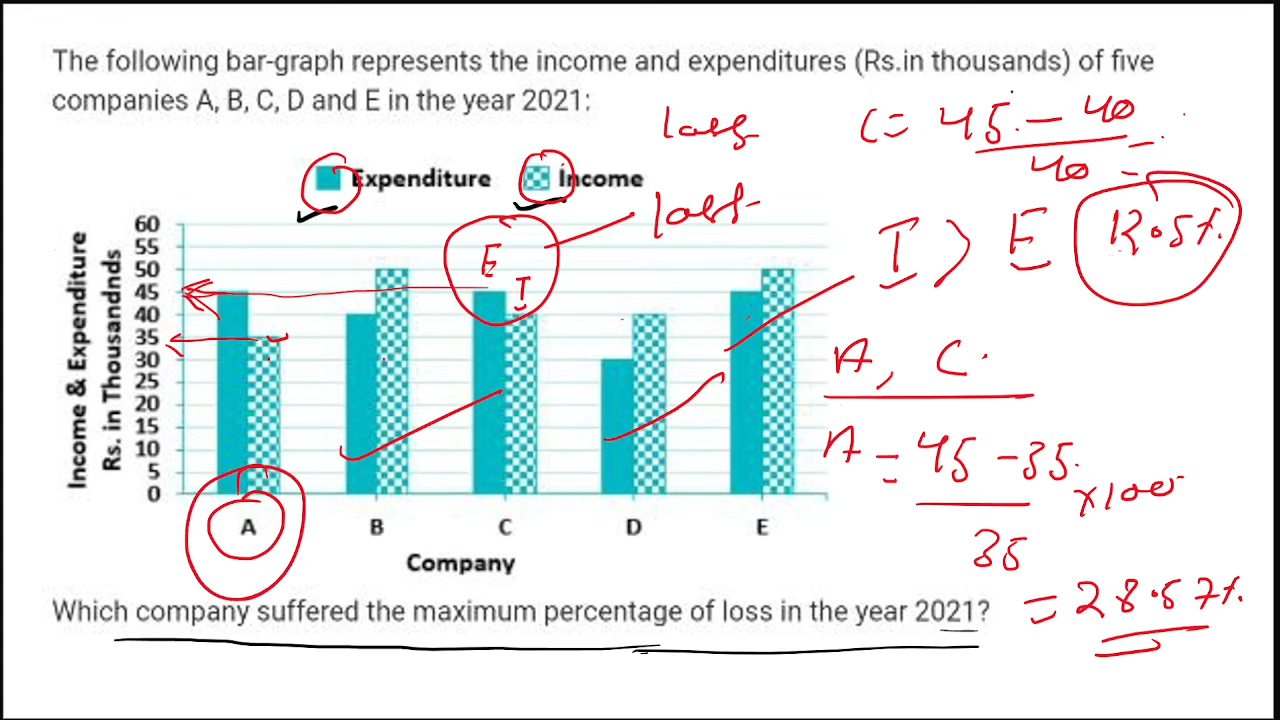 The following bar-graph represents the income and expenditures (Rs.in thousands) of five
companies A, B, C, D and E in the year 2021:
loss
C= 45 - 40
40
=
Expenditure
Income
loss
I > E
12.5%
60
55
50
45
40
35
30
25
20
15
10
5
0
Income & Expenditure
Rs. in Thousandnds
E
I
A, C
A = 45 - 35
35
×100
= 28.57%
A
B
C
D
E
Company
Which company suffered the maximum percentage of loss in the year 2021?